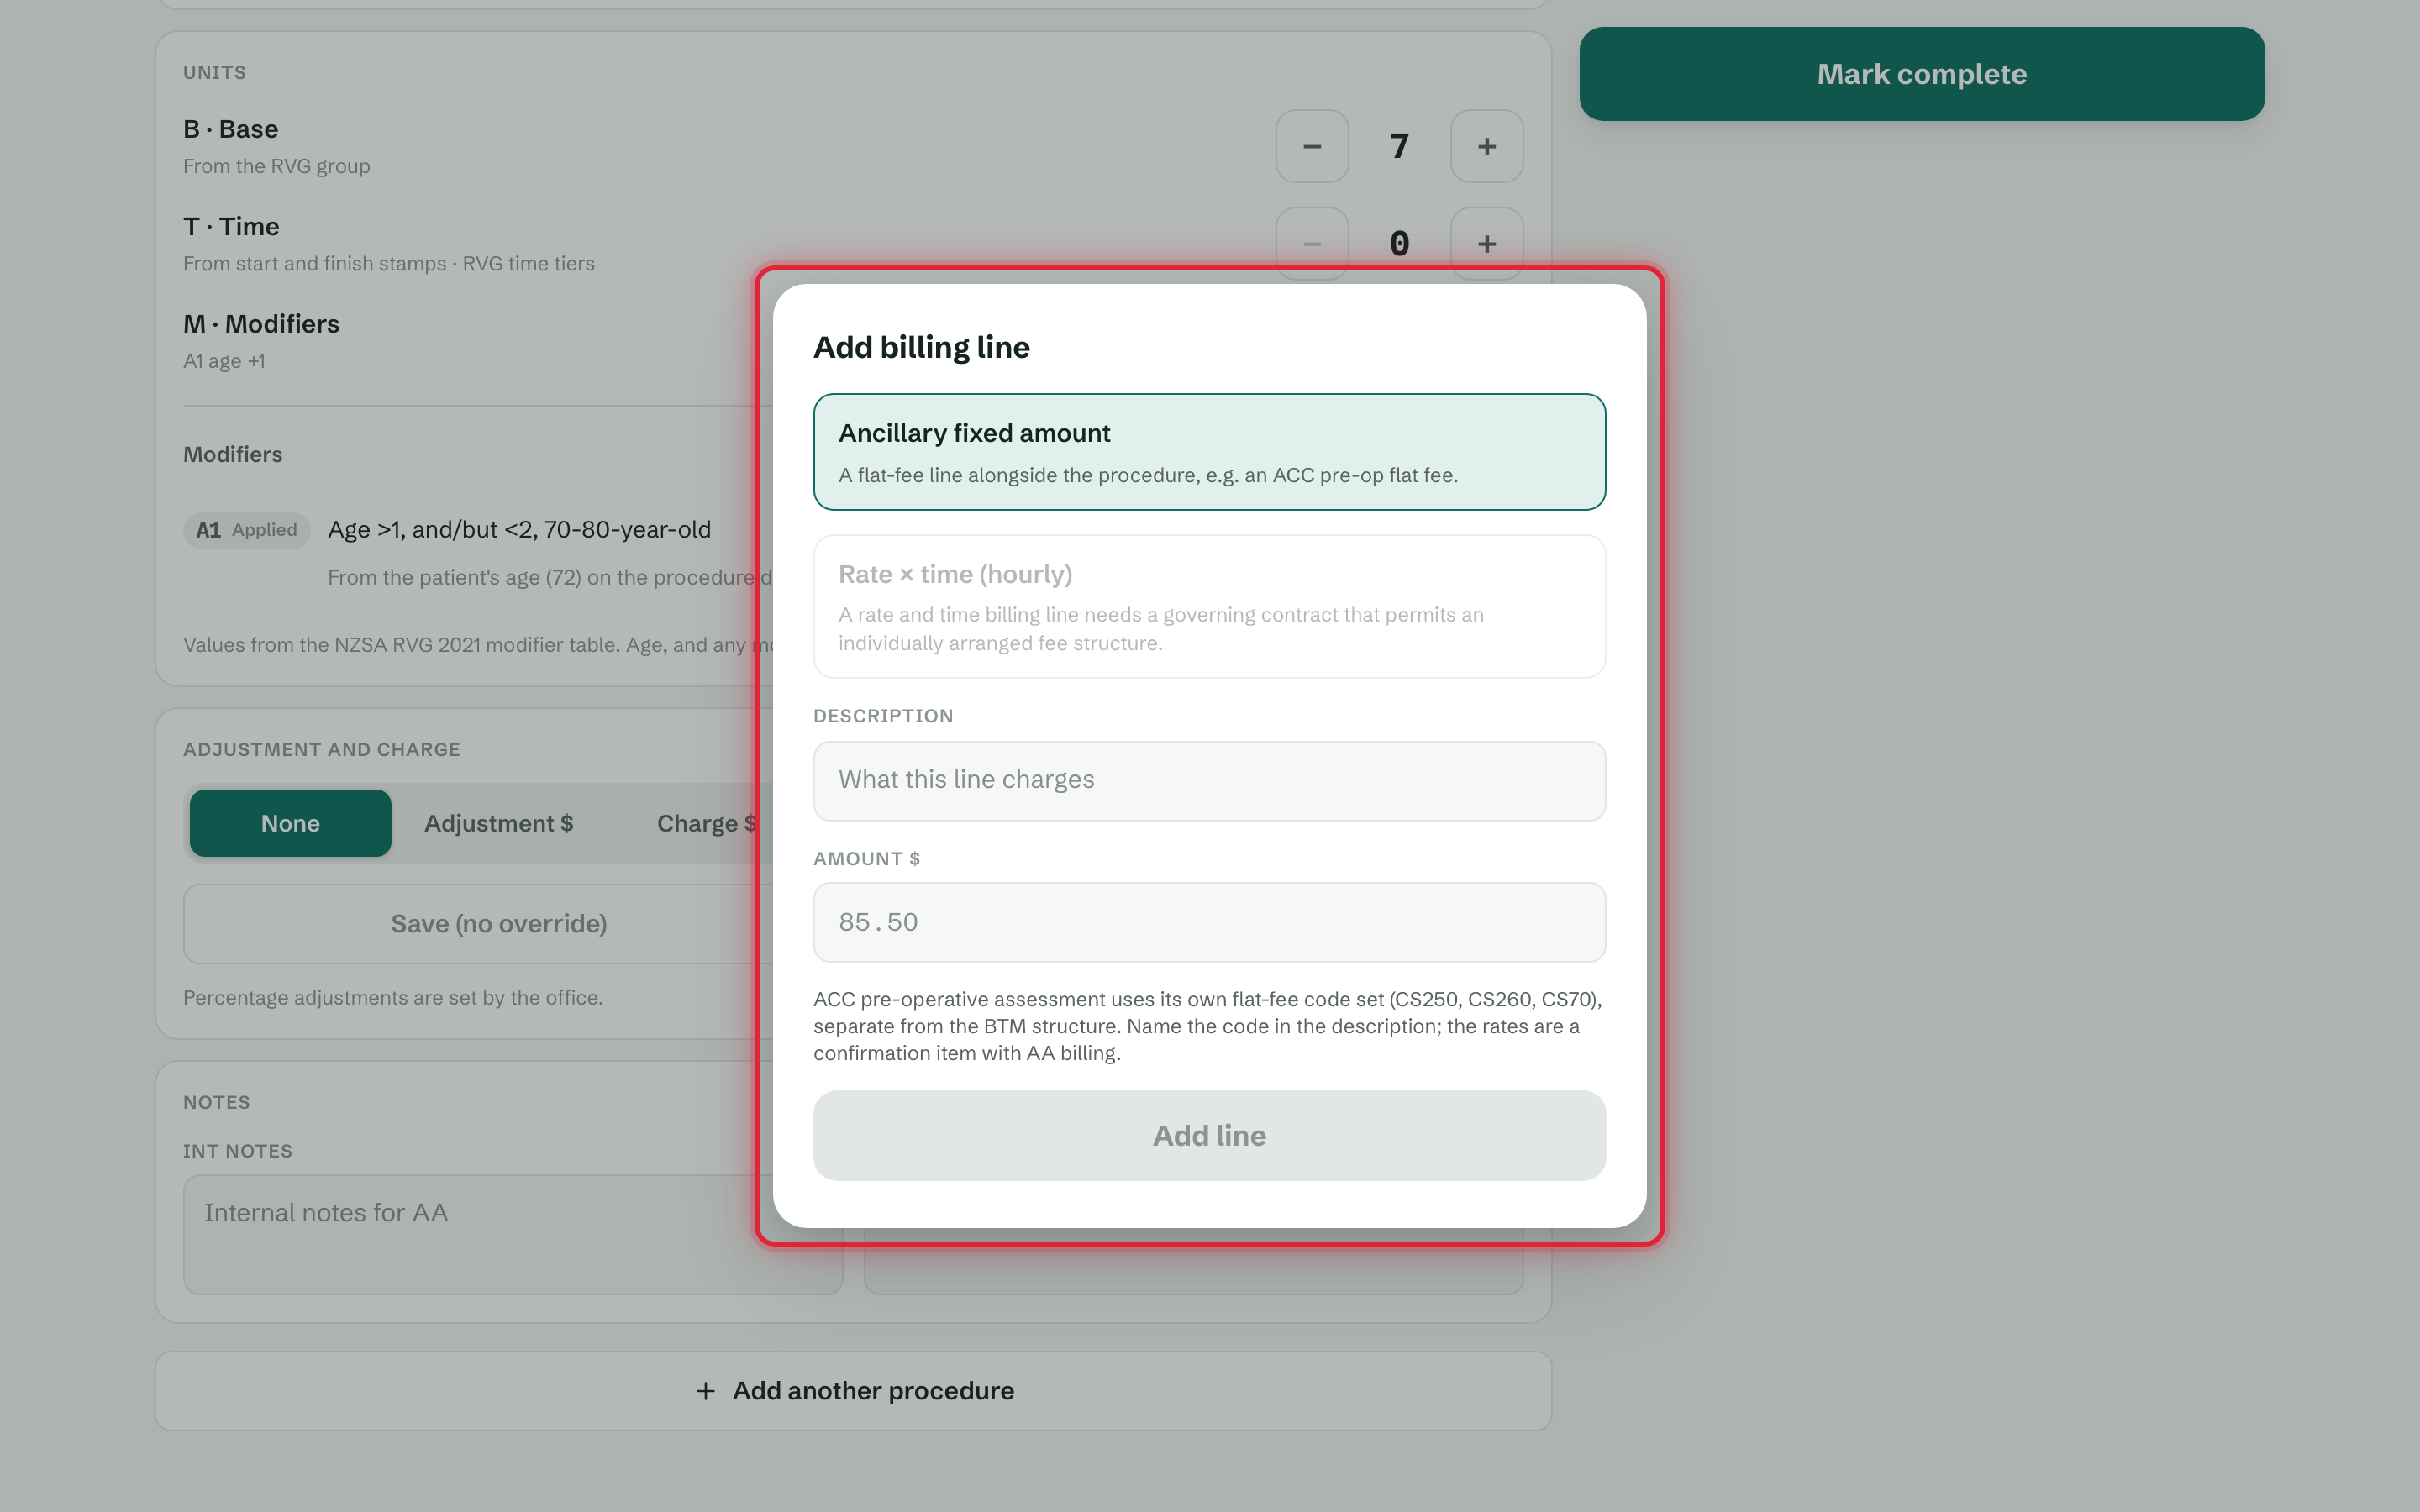 Mark complete
UNITS
B · Base
From the RVG group
− 7 +
T · Time
From start and finish stamps · RVG time tiers
− 0 +
M · Modifiers
A1 age +1
Modifiers
A1 Applied Age >1, and/but <2, 70-80-year-old
From the patient's age (72) on the procedure d
Values from the NZSA RVG 2021 modifier table. Age, and any
ADJUSTMENT AND CHARGE
None Adjustment $ Charge $
Save (no override)
Percentage adjustments are set by the office.
NOTES
INT NOTES
Internal notes for AA
+ Add another procedure
Add billing line
Ancillary fixed amount
A flat-fee line alongside the procedure, e.g. an ACC pre-op flat fee.
Rate × time (hourly)
A rate and time billing line needs a governing contract that permits an
individually arranged fee structure.
DESCRIPTION
What this line charges
AMOUNT $
85.50
ACC pre-operative assessment uses its own flat-fee code set (CS250, CS260, CS70),
separate from the BTM structure. Name the code in the description; the rates are a
confirmation item with AA billing.
Add line